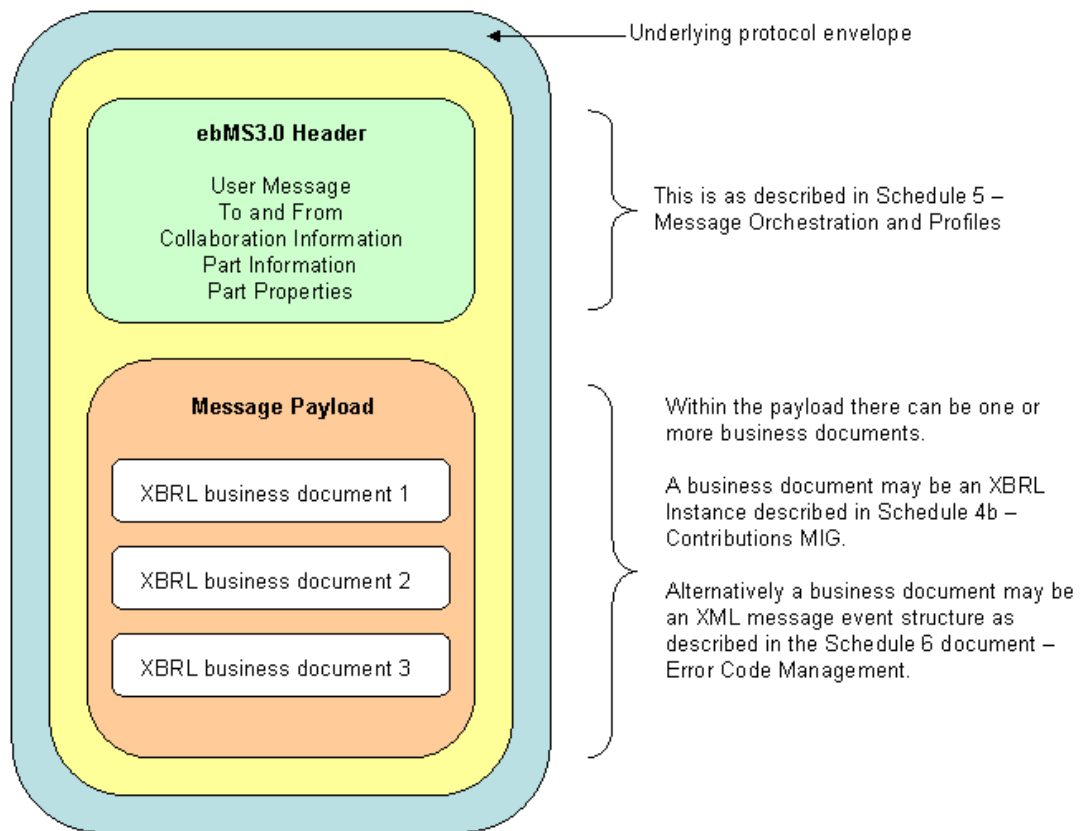 Underlying protocol envelope
ebMS3.0 Header
User Message
To and From
Collaboration Information
Part Information
Part Properties
This is as described in Schedule 5 –
Message Orchestration and Profiles
Message Payload
XBRL business document 1
XBRL business document 2
XBRL business document 3
Within the payload there can be one or
more business documents.
A business document may be an XBRL
Instance described in Schedule 4b –
Contributions MIG.
Alternatively a business document may be
an XML message event structure as
described in the Schedule 6 document –
Error Code Management.